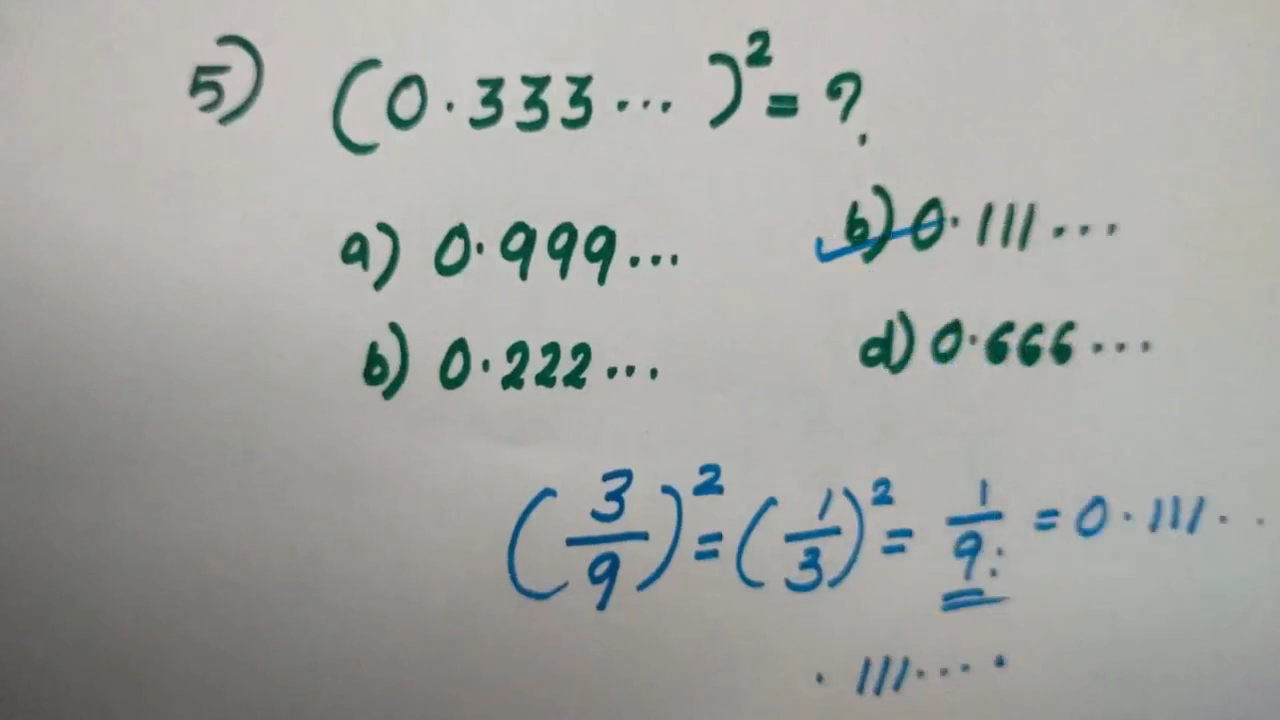 5) (0.333...)² = ?
a) 0.999... b) 0.111...
b) 0.222... d) 0.666...
(3/9)² = (1/3)² = 1/9 = 0.111...
.111....